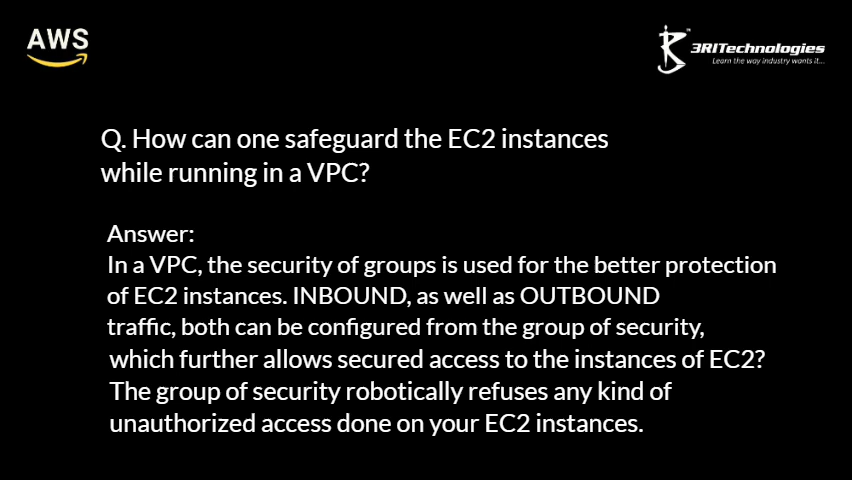 AWS
3RITechnologies
Learn the way industry wants it...
Q. How can one safeguard the EC2 instances
while running in a VPC?
Answer:
In a VPC, the security of groups is used for the better protection
of EC2 instances. INBOUND, as well as OUTBOUND
traffic, both can be configured from the group of security,
which further allows secured access to the instances of EC2?
The group of security robotically refuses any kind of
unauthorized access done on your EC2 instances.